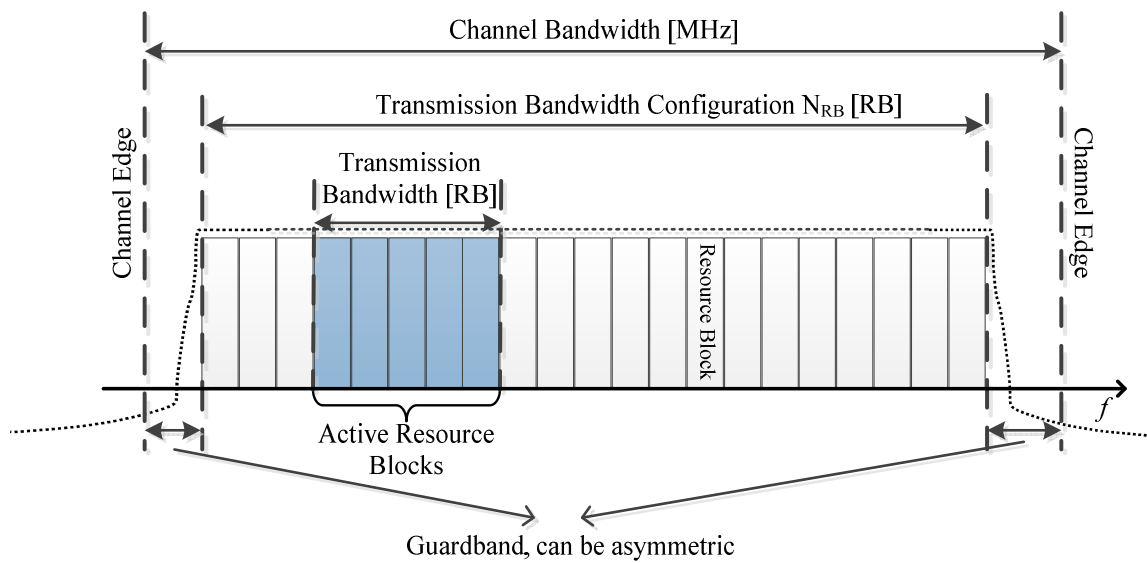 Channel Bandwidth [MHz]
Transmission Bandwidth Configuration NRB [RB]
Channel Edge
Transmission
Bandwidth [RB]
Channel Edge
Resource Block
f
Active Resource
Blocks
Guardband, can be asymmetric